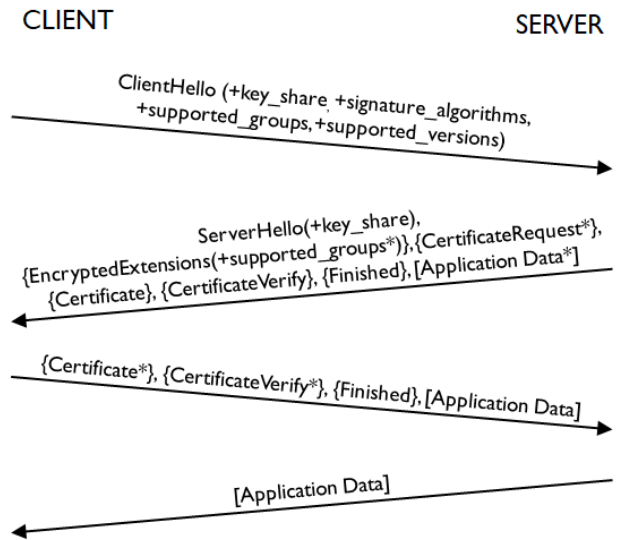 CLIENT
SERVER
ClientHello (+key_share, +signature_algorithms,
+supported_groups,+supported_versions)
ServerHello(+key_share),
{EncryptedExtensions(+supported_groups*)},{CertificateRequest*},
{Certificate}, {CertificateVerify}, {Finished}, [Application Data*]
{Certificate*}, {CertificateVerify*}, {Finished}, [Application Data]
[Application Data]